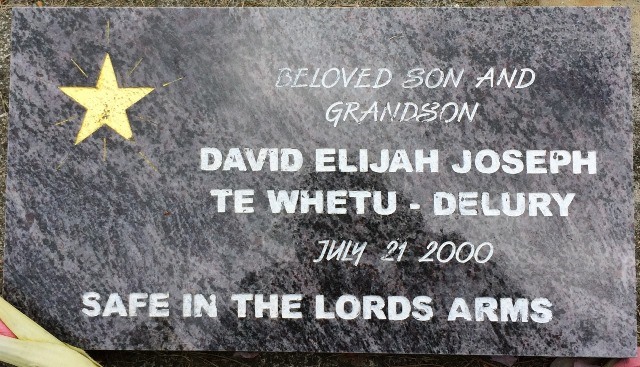 BELOVED SON AND
GRANDSON
DAVID ELIJAH JOSEPH
TE WHETU - DELURY
JULY 21 2000
SAFE IN THE LORDS ARMS